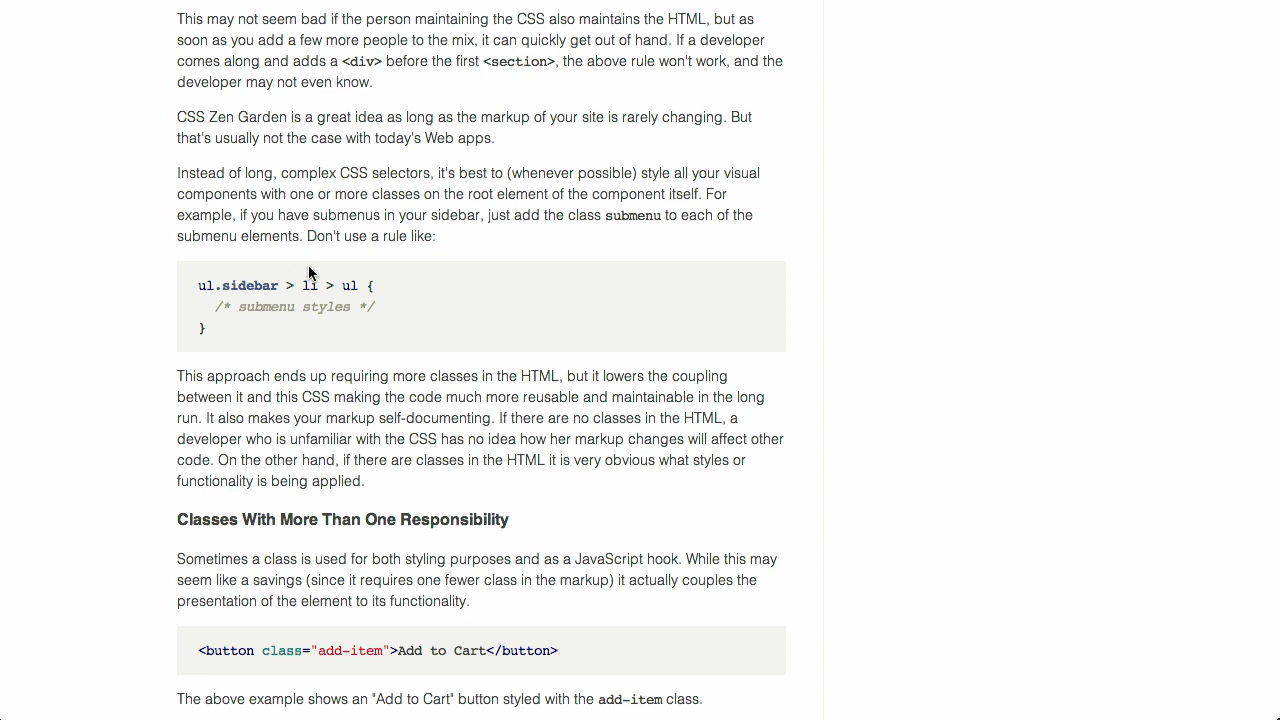 This may not seem bad if the person maintaining the CSS also maintains the HTML, but as
soon as you add a few more people to the mix, it can quickly get out of hand. If a developer
comes along and adds a <div> before the first <section>, the above rule won't work, and the
developer may not even know.
CSS Zen Garden is a great idea as long as the markup of your site is rarely changing. But
that's usually not the case with today's Web apps.
Instead of long, complex CSS selectors, it's best to (whenever possible) style all your visual
components with one or more classes on the root element of the component itself. For
example, if you have submenus in your sidebar, just add the class submenu to each of the
submenu elements. Don't use a rule like:
ul.sidebar > li > ul {
/* submenu styles */
}
This approach ends up requiring more classes in the HTML, but it lowers the coupling
between it and this CSS making the code much more reusable and maintainable in the long
run. It also makes your markup self-documenting. If there are no classes in the HTML, a
developer who is unfamiliar with the CSS has no idea how her markup changes will affect other
code. On the other hand, if there are classes in the HTML it is very obvious what styles or
functionality is being applied.
Classes With More Than One Responsibility
Sometimes a class is used for both styling purposes and as a JavaScript hook. While this may
seem like a savings (since it requires one fewer class in the markup) it actually couples the
presentation of the element to its functionality.
<button class="add-item">Add to Cart</button>
The above example shows an "Add to Cart" button styled with the add-item class.